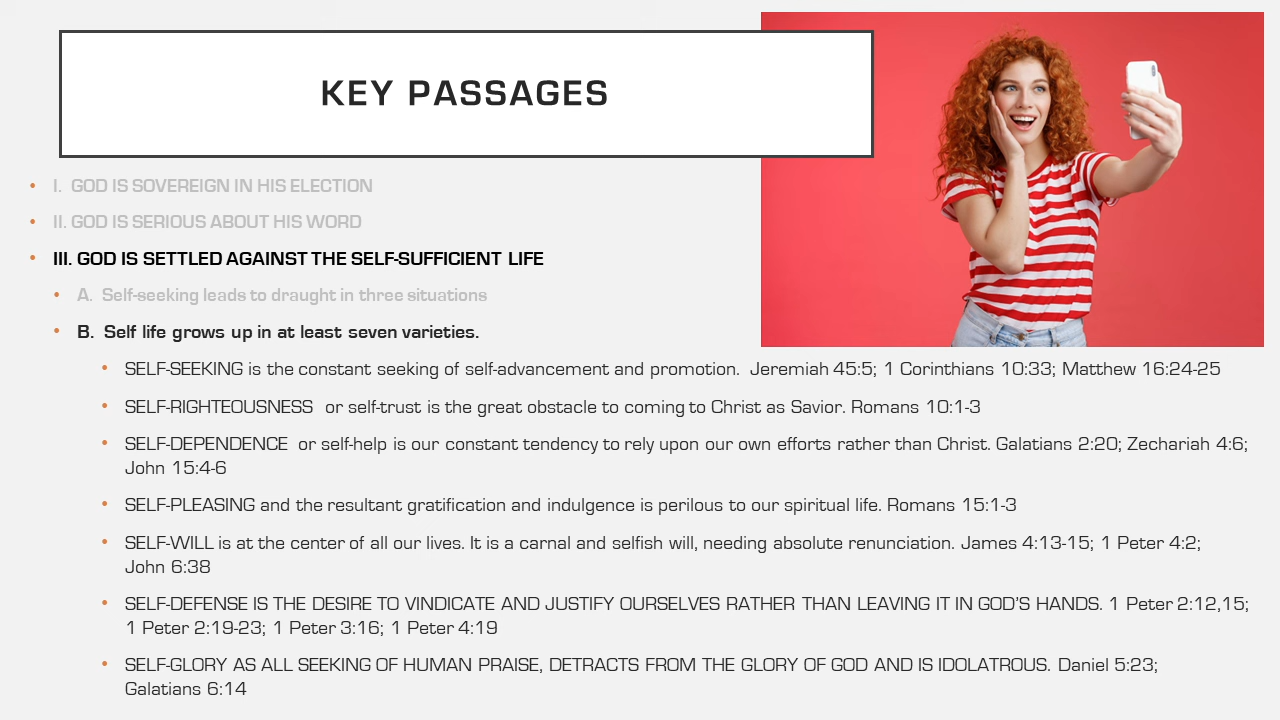 KEY PASSAGES
• I. GOD IS SOVEREIGN IN HIS ELECTION
• II. GOD IS SERIOUS ABOUT HIS WORD
• III. GOD IS SETTLED AGAINST THE SELF-SUFFICIENT LIFE
• A. Self-seeking leads to draught in three situations
• B. Self life grows up in at least seven varieties.
• SELF-SEEKING is the constant seeking of self-advancement and promotion. Jeremiah 45:5; 1 Corinthians 10:33; Matthew 16:24-25
• SELF-RIGHTEOUSNESS or self-trust is the great obstacle to coming to Christ as Savior. Romans 10:1-3
• SELF-DEPENDENCE or self-help is our constant tendency to rely upon our own efforts rather than Christ. Galatians 2:20; Zechariah 4:6;
John 15:4-6
• SELF-PLEASING and the resultant gratification and indulgence is perilous to our spiritual life. Romans 15:1-3
• SELF-WILL is at the center of all our lives. It is a carnal and selfish will, needing absolute renunciation. James 4:13-15; 1 Peter 4:2;
John 6:38
• SELF-DEFENSE IS THE DESIRE TO VINDICATE AND JUSTIFY OURSELVES RATHER THAN LEAVING IT IN GOD'S HANDS. 1 Peter 2:12,15;
1 Peter 2:19-23; 1 Peter 3:16; 1 Peter 4:19
• SELF-GLORY AS ALL SEEKING OF HUMAN PRAISE, DETRACTS FROM THE GLORY OF GOD AND IS IDOLATROUS. Daniel 5:23;
Galatians 6:14